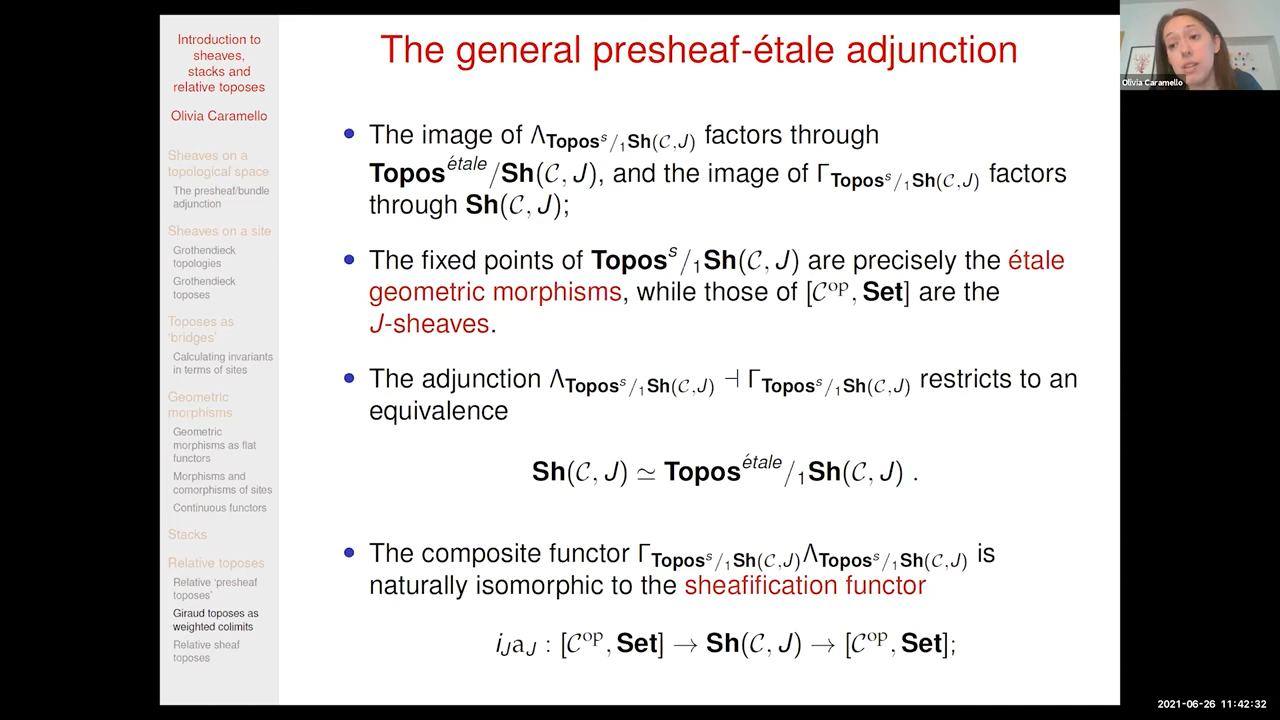 Introduction to
sheaves,
stacks and
relative toposes
Olivia Caramello
Sheaves on a
topological space
The presheaf/bundle
adjunction
Sheaves on a site
Grothendieck
topologies
Grothendieck
toposes
Toposes as
‘bridges’
Calculating invariants
in terms of sites
Geometric
morphisms
Geometric
morphisms as flat
functors
Morphisms and
comorphisms of sites
Continuous functors
Stacks
Relative toposes
Relative ‘presheaf
toposes’
Giraud toposes as
weighted colimits
Relative sheaf
toposes
The general presheaf-étale adjunction
• The image of Λ_{Topos^s/_1Sh(𝒞,J)} factors through
Topos^{étale}/Sh(𝒞, J), and the image of Γ_{Topos^s/_1Sh(𝒞,J)} factors
through Sh(𝒞, J);
• The fixed points of Topos^s/_1Sh(𝒞, J) are precisely the étale
geometric morphisms, while those of [𝒞^{op}, Set] are the
J-sheaves.
• The adjunction Λ_{Topos^s/_1Sh(𝒞,J)} ⊣ Γ_{Topos^s/_1Sh(𝒞,J)} restricts to an
equivalence
Sh(𝒞, J) ≃ Topos^{étale}/_1Sh(𝒞, J) .
• The composite functor Γ_{Topos^s/_1Sh(𝒞,J)}Λ_{Topos^s/_1Sh(𝒞,J)} is
naturally isomorphic to the sheafification functor
i_Ja_J : [𝒞^{op}, Set] → Sh(𝒞, J) → [𝒞^{op}, Set];
Olivia Caramello
2021-06-26 11:42:32